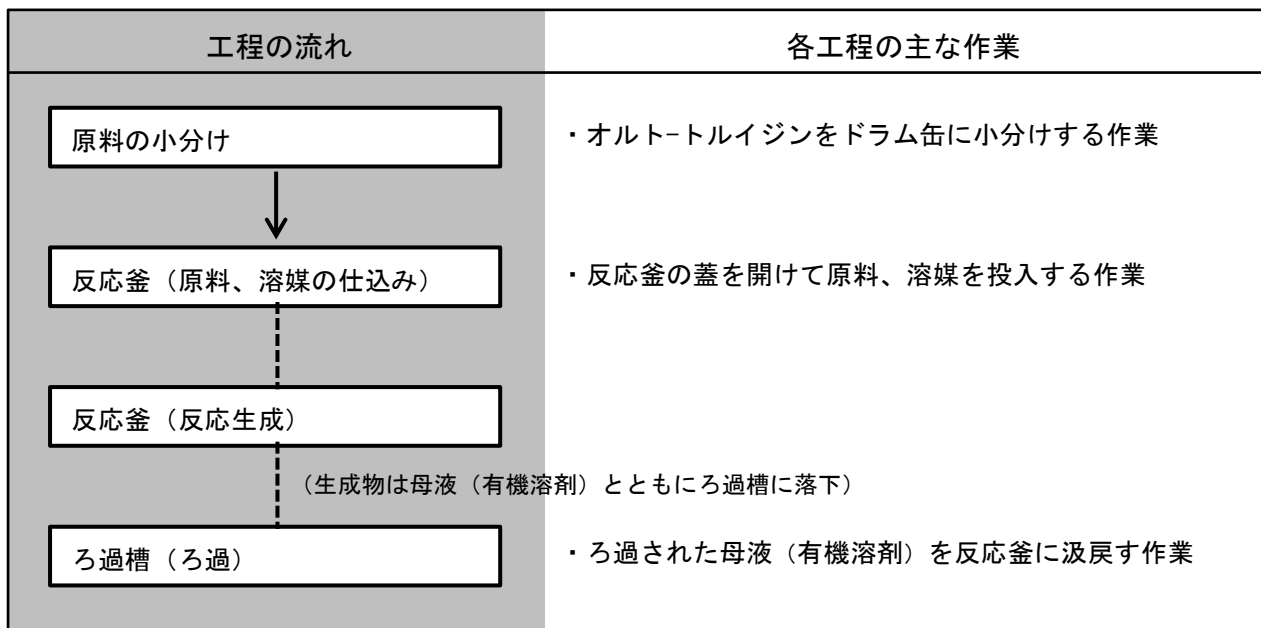 工程の流れ
各工程の主な作業
原料の小分け
・オルト-トルイジンをドラム缶に小分けする作業
反応釜（原料、溶媒の仕込み）
・反応釜の蓋を開けて原料、溶媒を投入する作業
反応釜（反応生成）
（生成物は母液（有機溶剤）とともにろ過槽に落下）
ろ過槽（ろ過）
・ろ過された母液（有機溶剤）を反応釜に汲戻す作業